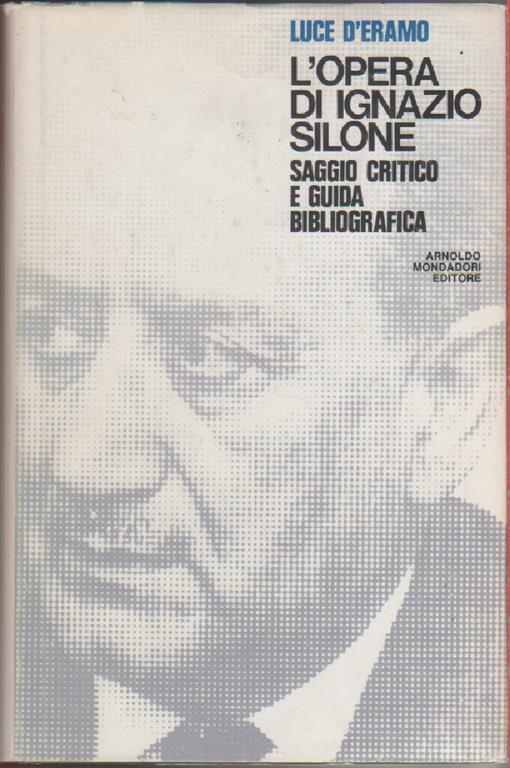 LUCE D'ERAMO
L'OPERA
DI IGNAZIO
SILONE
SAGGIO CRITICO
E GUIDA
BIBLIOGRAFICA
ARNOLDO
MONDADORI
EDITORE